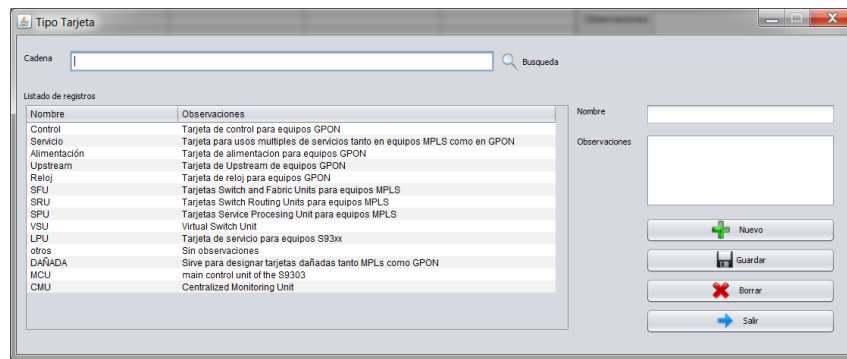 Tipo Tarjeta
Observaciones
Cadena
Busqueda
Listado de registros
Nombre Observaciones
Control Tarjeta de control para equipos GPON
Servicio Tarjeta para usos multiples de servicios tanto en equipos MPLS como en GPON
Alimentación Tarjeta de alimentacion para equipos GPON
Upstream Tarjeta de Upstream de equipos GPON
Reloj Tarjeta de reloj para equipos GPON
SFU Tarjetas Switch and Fabric Units para equipos MPLS
SRU Tarjetas Switch Routing Units para equipos MPLS
SPU Tarjetas Service Procesing Unit para equipos MPLS
VSU Virtual Switch Unit
LPU Tarjeta de servicio para equipos S93xx
otros Sin observaciones
DAÑADA Sirve para designar tarjetas dañadas tanto MPLs como GPON
MCU main control unit of the S9303
CMU Centralized Monitoring Unit
Nombre
Observaciones
Nuevo
Guardar
Borrar
Salir